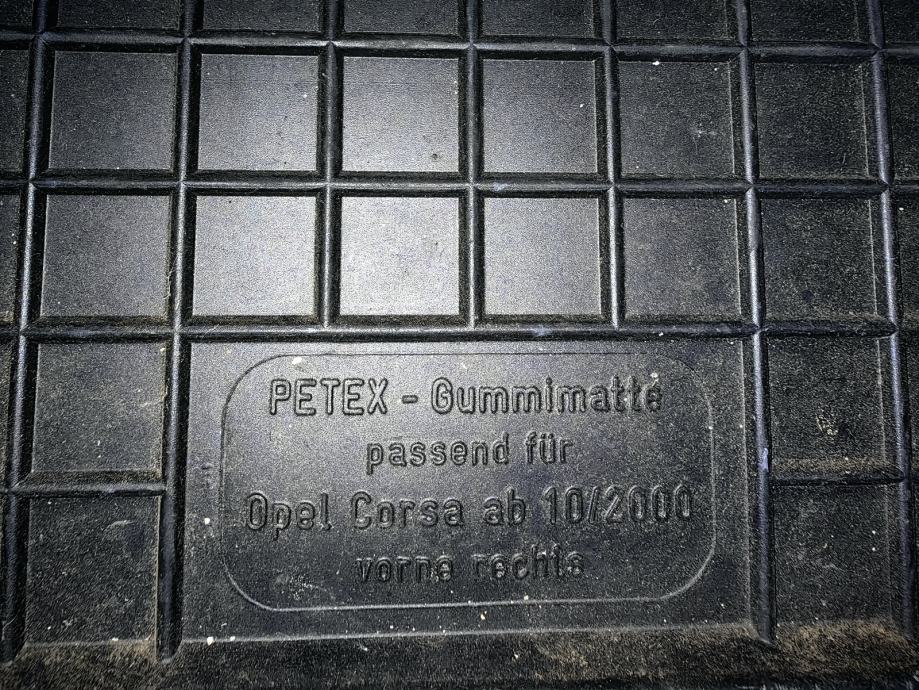 PETEX - Gummimatte
passend für
Opel Corsa ab 10/2000
vorne rechts